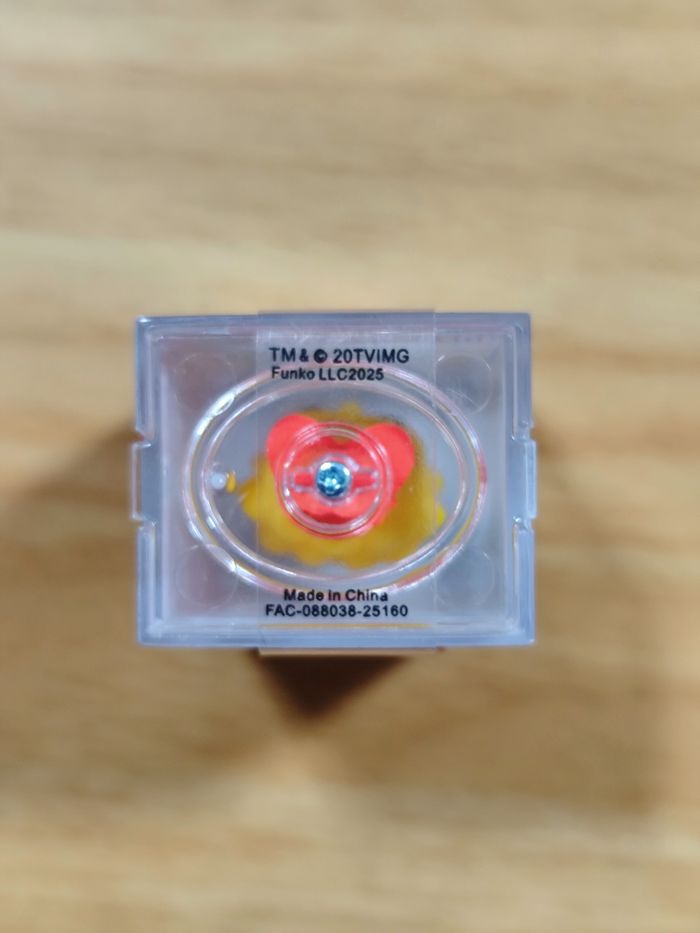 TM & © 20TVIMG
Funko LLC2025
Made in China
FAC-088038-25160